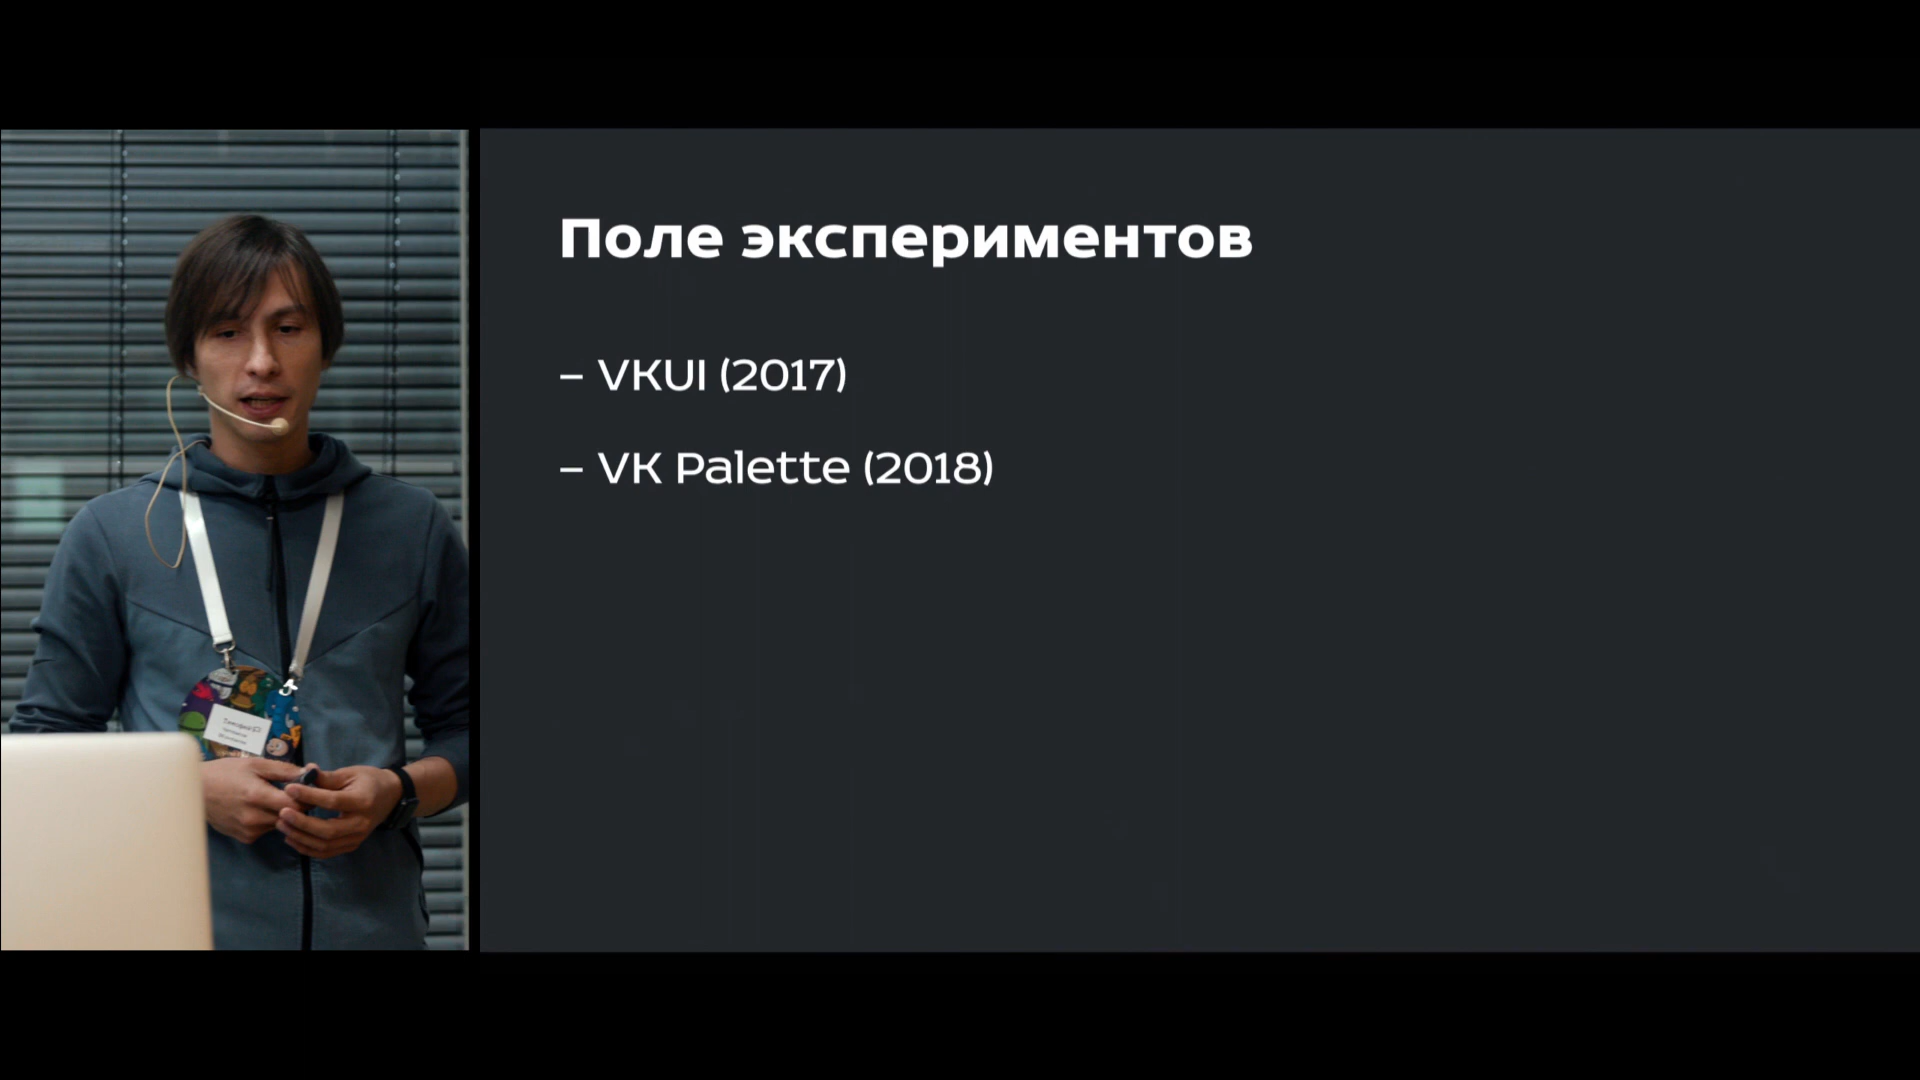 Поле экспериментов
– VKUI (2017)
– VK Palette (2018)